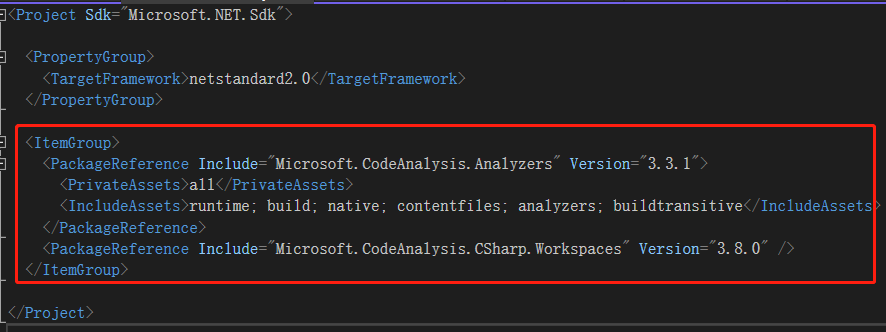 <Project Sdk="Microsoft.NET.Sdk">
<PropertyGroup>
<TargetFramework>netstandard2.0</TargetFramework>
</PropertyGroup>
<ItemGroup>
<PackageReference Include="Microsoft.CodeAnalysis.Analyzers" Version="3.3.1">
<PrivateAssets>all</PrivateAssets>
<IncludeAssets>runtime; build; native; contentfiles; analyzers; buildtransitive</IncludeAssets>
</PackageReference>
<PackageReference Include="Microsoft.CodeAnalysis.CSharp.Workspaces" Version="3.8.0" />
</ItemGroup>
</Project>